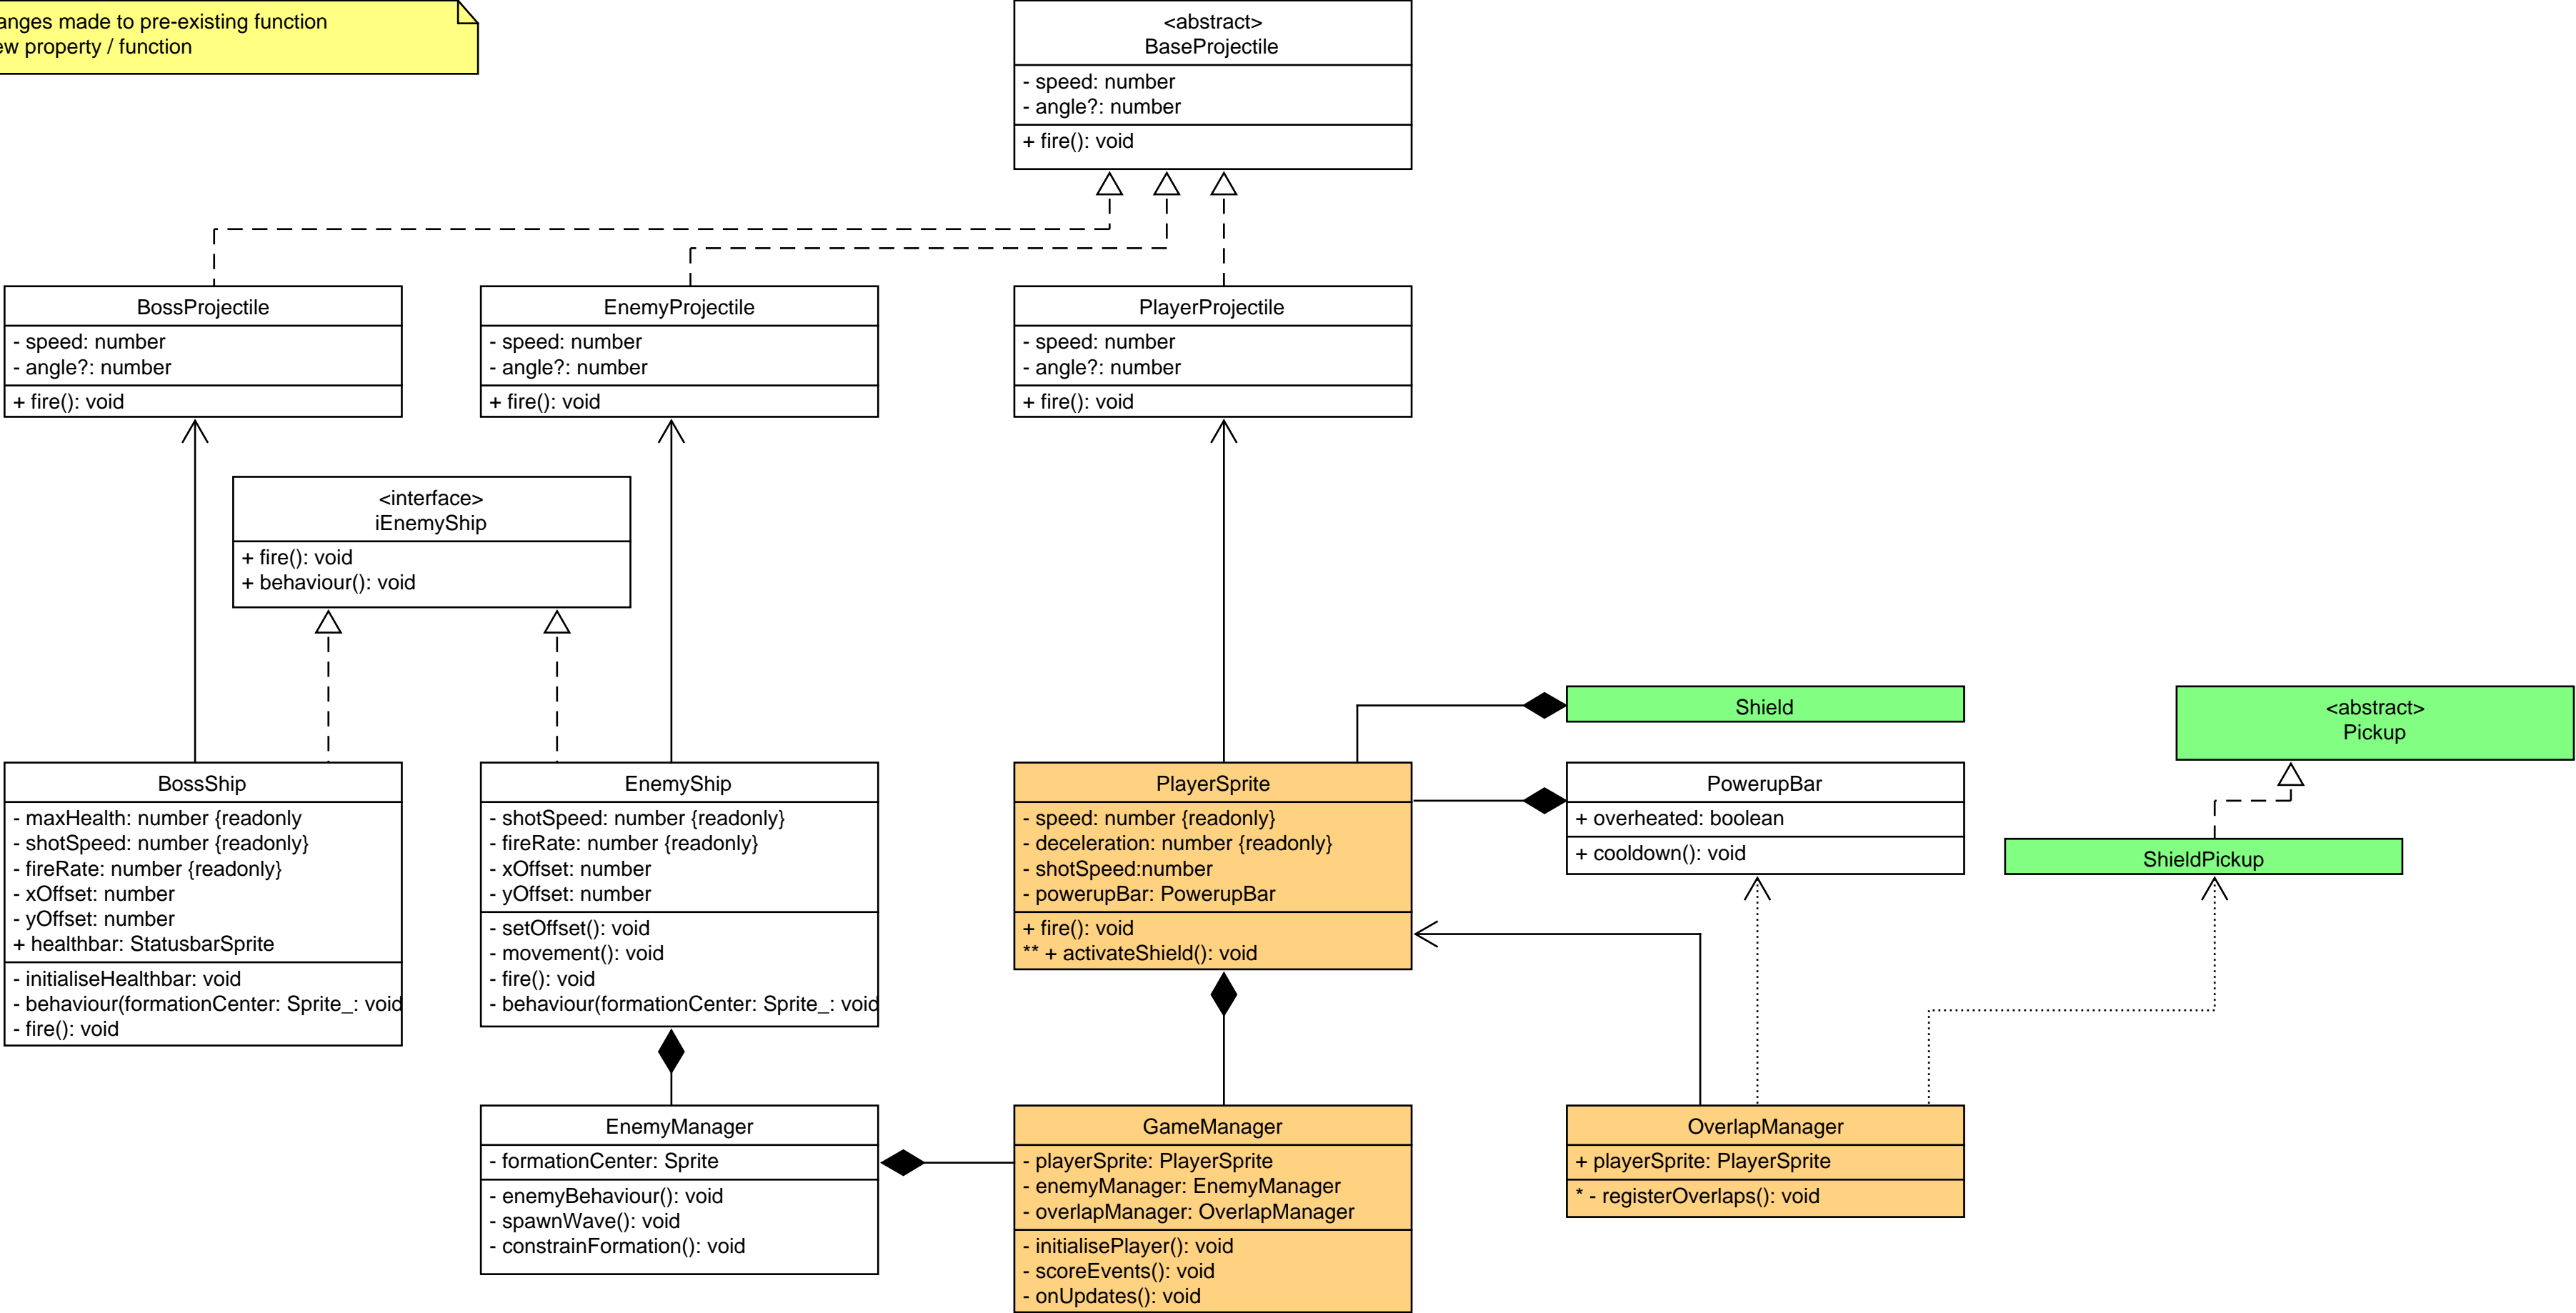 anges made to pre-existing function
ew property / function
<abstract>
BaseProjectile
- speed: number
- angle?: number
+ fire(): void
BossProjectile
- speed: number
- angle?: number
+ fire(): void
EnemyProjectile
- speed: number
- angle?: number
+ fire(): void
PlayerProjectile
- speed: number
- angle?: number
+ fire(): void
<interface>
iEnemyShip
+ fire(): void
+ behaviour(): void
Shield
<abstract>
Pickup
BossShip
- maxHealth: number {readonly
- shotSpeed: number {readonly}
- fireRate: number {readonly}
- xOffset: number
- yOffset: number
+ healthbar: StatusbarSprite
- initialiseHealthbar: void
- behaviour(formationCenter: Sprite_: void
- fire(): void
EnemyShip
- shotSpeed: number {readonly}
- fireRate: number {readonly}
- xOffset: number
- yOffset: number
- setOffset(): void
- movement(): void
- fire(): void
- behaviour(formationCenter: Sprite_: void
PlayerSprite
- speed: number {readonly}
- deceleration: number {readonly}
- shotSpeed:number
- powerupBar: PowerupBar
+ fire(): void
** + activateShield(): void
PowerupBar
+ overheated: boolean
+ cooldown(): void
ShieldPickup
EnemyManager
- formationCenter: Sprite
- enemyBehaviour(): void
- spawnWave(): void
- constrainFormation(): void
GameManager
- playerSprite: PlayerSprite
- enemyManager: EnemyManager
- overlapManager: OverlapManager
- initialisePlayer(): void
- scoreEvents(): void
- onUpdates(): void
OverlapManager
+ playerSprite: PlayerSprite
* - registerOverlaps(): void